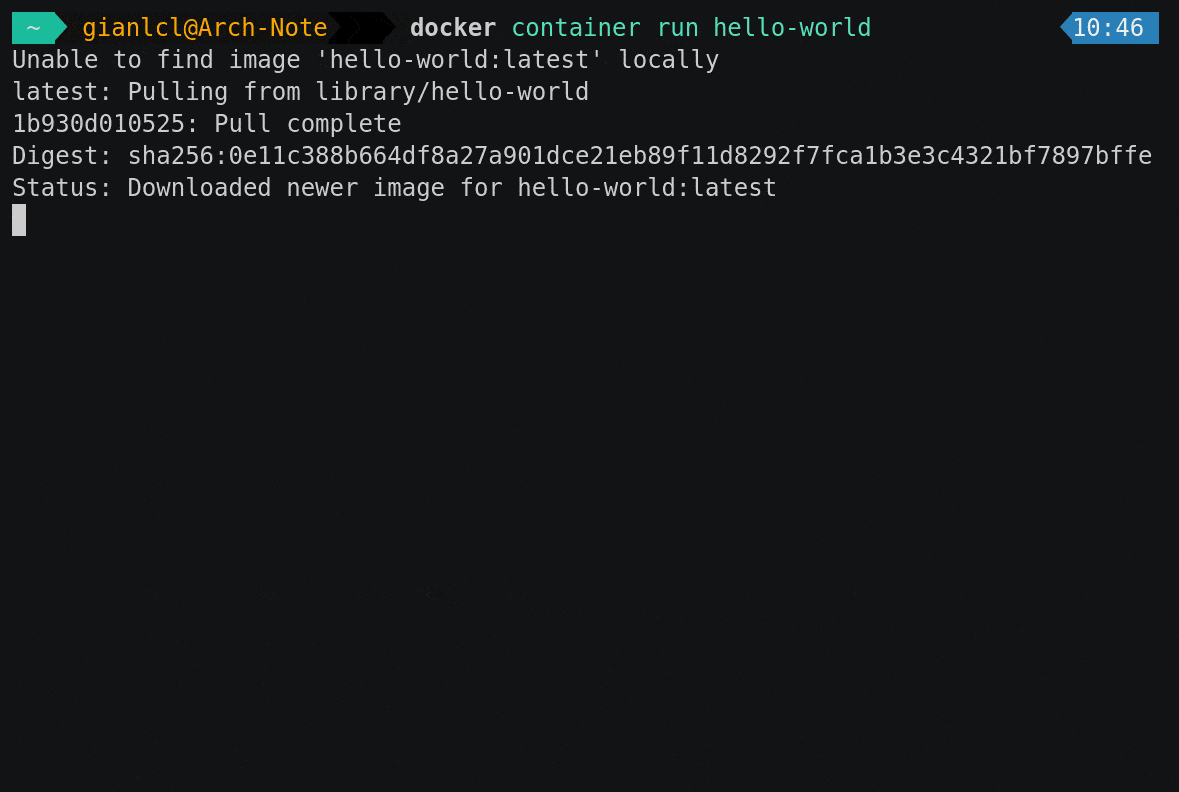 ~ gianlcl@Arch-Note docker container run hello-world 10:46
Unable to find image 'hello-world:latest' locally
latest: Pulling from library/hello-world
1b930d010525: Pull complete
Digest: sha256:0e11c388b664df8a27a901dce21eb89f11d8292f7fca1b3e3c4321bf7897bffe
Status: Downloaded newer image for hello-world:latest